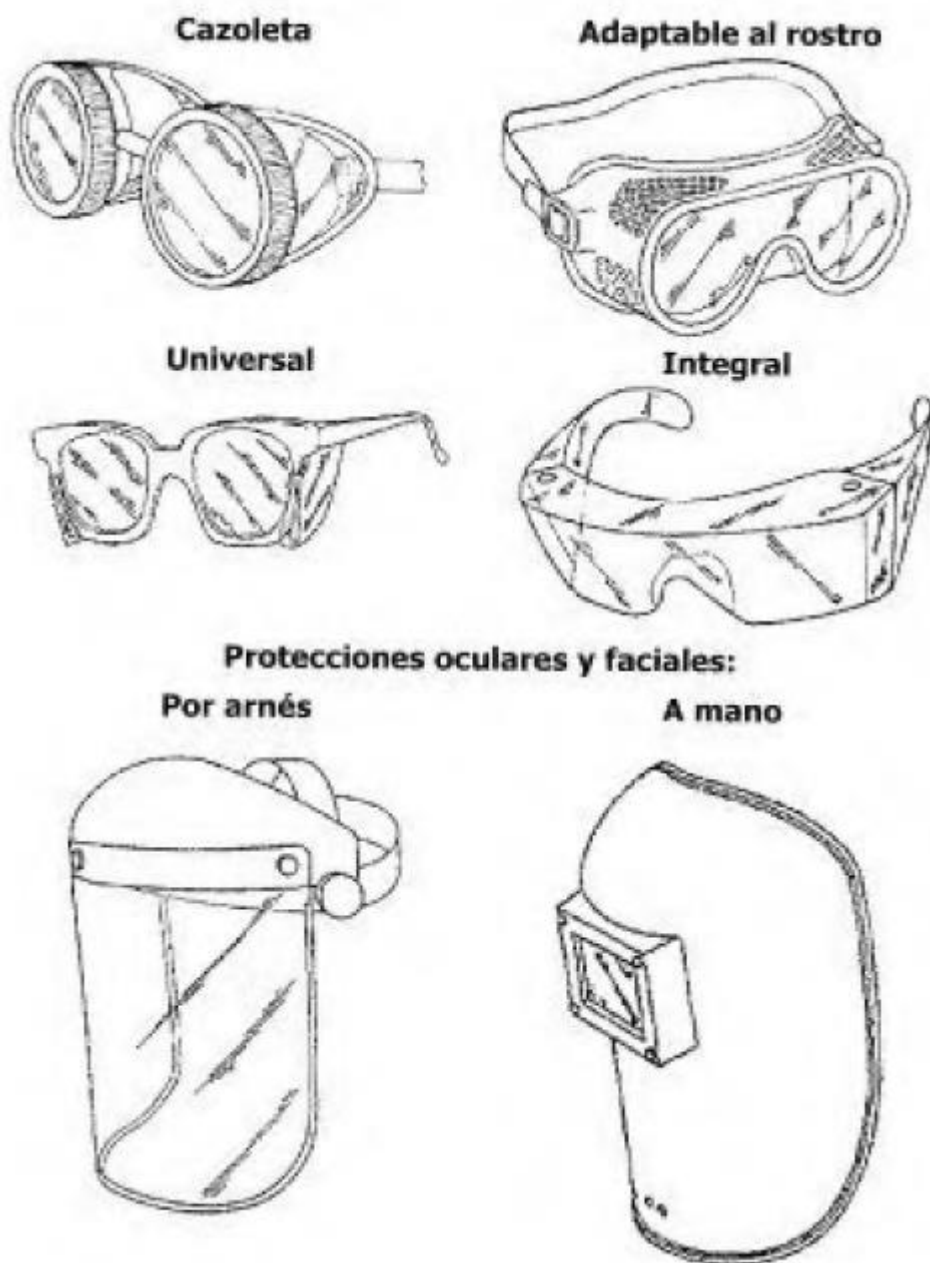 Cazoleta
Adaptable al rostro
Universal
Integral
Protecciones oculares y faciales:
Por arnés
A mano